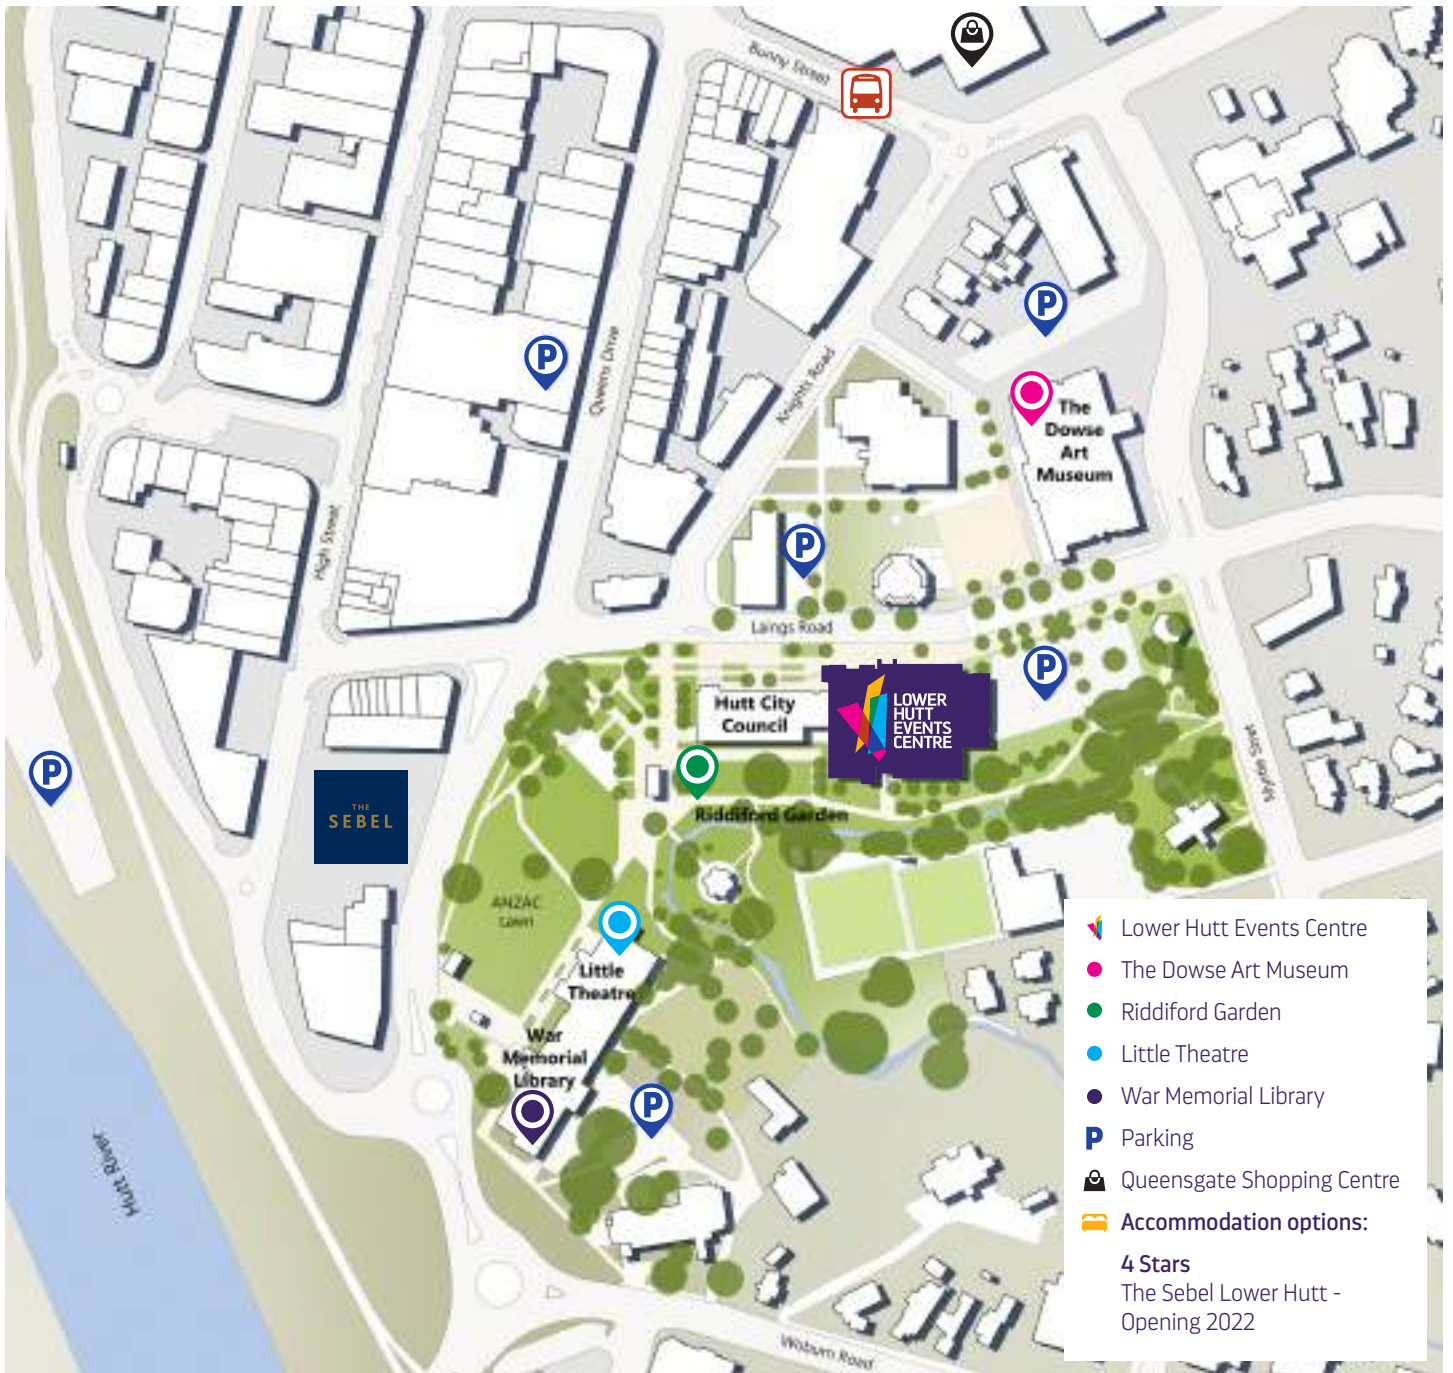 Bunny Street
P
Queens Drive
P
Knights Road
The
Dowse
Art
Museum
High Street
P
Laings Road
P
Hutt City
Council
LOWER
HUTT
EVENTS
CENTRE
P
THE
SEBEL
Riddiford Garden
Myrtle Street
ANZAC
Lawn
Little
Theatre
War
Memorial
Library
P
Hutt River
Woburn Road
Lower Hutt Events Centre
The Dowse Art Museum
Riddiford Garden
Little Theatre
War Memorial Library
P Parking
Queensgate Shopping Centre
Accommodation options:
4 Stars
The Sebel Lower Hutt -
Opening 2022